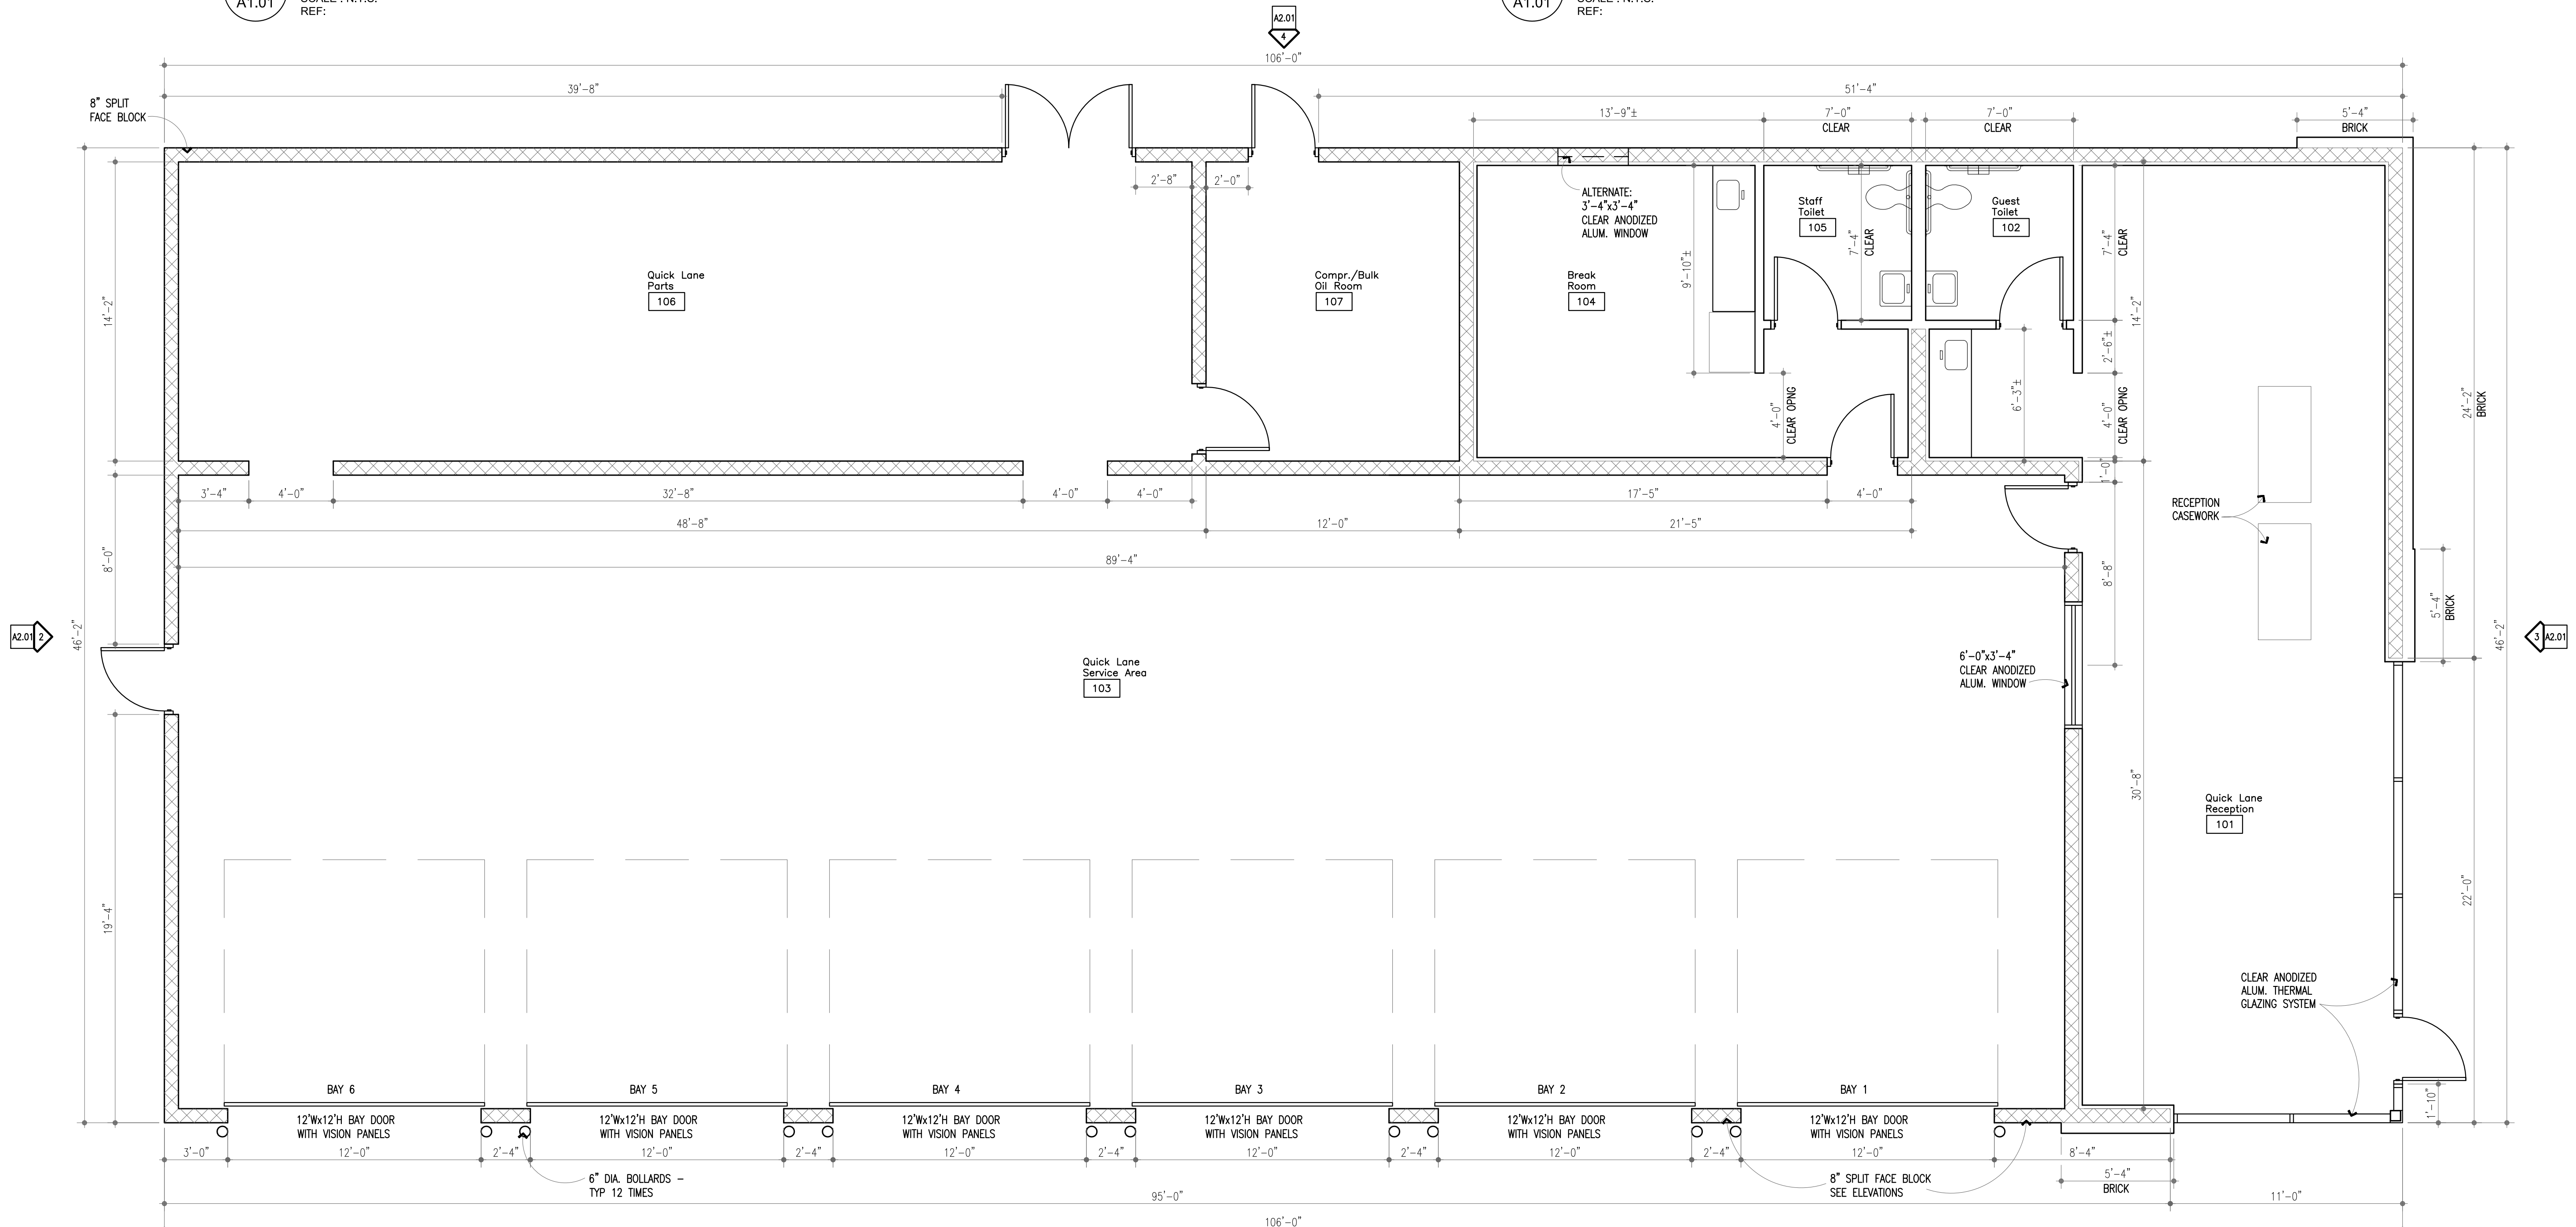 A1.01
REF:
A1.01
REF:
A2.01
4
106'-0"
39'-8"
51'-4"
8" SPLIT
FACE BLOCK
13'-9"±
7'-0"
CLEAR
7'-0"
CLEAR
5'-4"
BRICK
2'-8"
2'-0"
ALTERNATE:
3'-4"x3'-4"
CLEAR ANODIZED
ALUM. WINDOW
Staff
Toilet
105
Guest
Toilet
102
7'-4"
CLEAR
7'-4"
CLEAR
Quick Lane
Parts
106
Compr./Bulk
Oil Room
107
Break
Room
104
9'-10"±
14'-2"
14'-2"
2'-6"±
6'-3"±
4'-0"
CLEAR OPNG
4'-0"
CLEAR OPNG
24'-2"
BRICK
1'-0"
3'-4"
4'-0"
32'-8"
4'-0"
4'-0"
17'-5"
4'-0"
48'-8"
12'-0"
21'-5"
RECEPTION
CASEWORK
8'-0"
89'-4"
8'-8"
5'-4"
BRICK
A2.01
2
46'-2"
46'-2"
3
A2.01
Quick Lane
Service Area
103
6'-0"x3'-4"
CLEAR ANODIZED
ALUM. WINDOW
30'-8"
Quick Lane
Reception
101
22'-0"
19'-4"
CLEAR ANODIZED
ALUM. THERMAL
GLAZING SYSTEM
BAY 6
BAY 5
BAY 4
BAY 3
BAY 2
BAY 1
1'-10"
12'Wx12'H BAY DOOR
WITH VISION PANELS
12'Wx12'H BAY DOOR
WITH VISION PANELS
12'Wx12'H BAY DOOR
WITH VISION PANELS
12'Wx12'H BAY DOOR
WITH VISION PANELS
12'Wx12'H BAY DOOR
WITH VISION PANELS
12'Wx12'H BAY DOOR
WITH VISION PANELS
3'-0"
12'-0"
2'-4"
12'-0"
2'-4"
12'-0"
2'-4"
12'-0"
2'-4"
12'-0"
2'-4"
12'-0"
8'-4"
6" DIA. BOLLARDS –
TYP 12 TIMES
8" SPLIT FACE BLOCK
SEE ELEVATIONS
5'-4"
BRICK
95'-0"
11'-0"
106'-0"